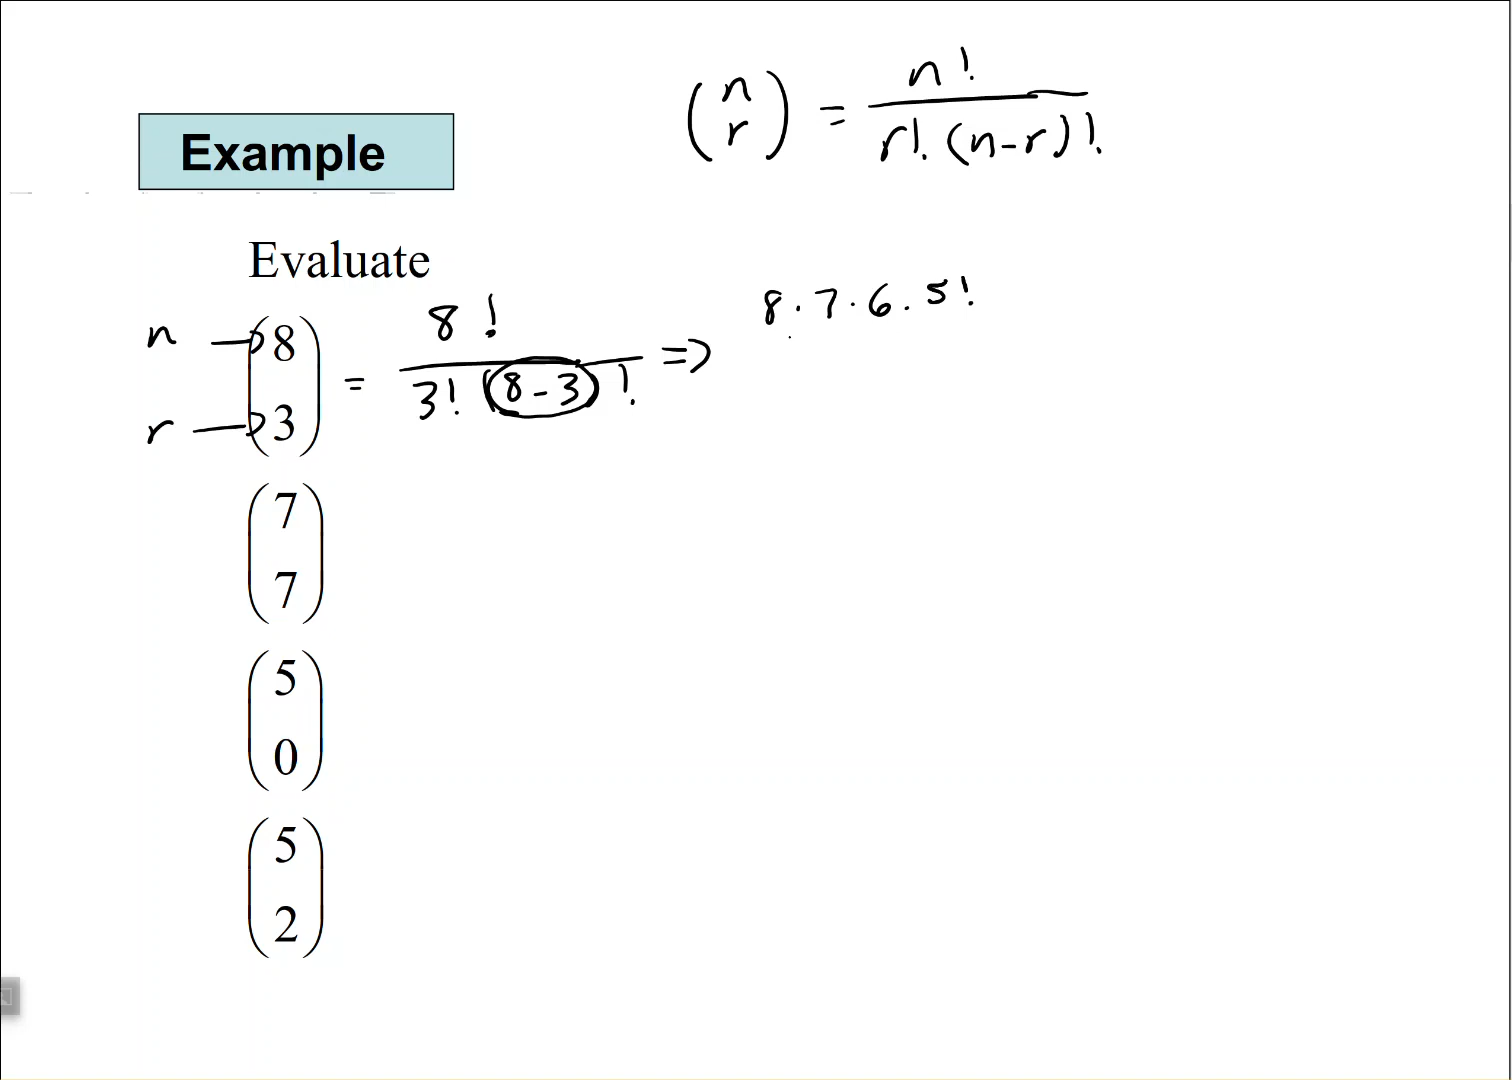 (n r) = n! / r!(n-r)!
Example
Evaluate
n → (8 3) ← r = 8! / 3!(8-3)! ⇒ 8·7·6·5!
(7 7)
(5 0)
(5 2)